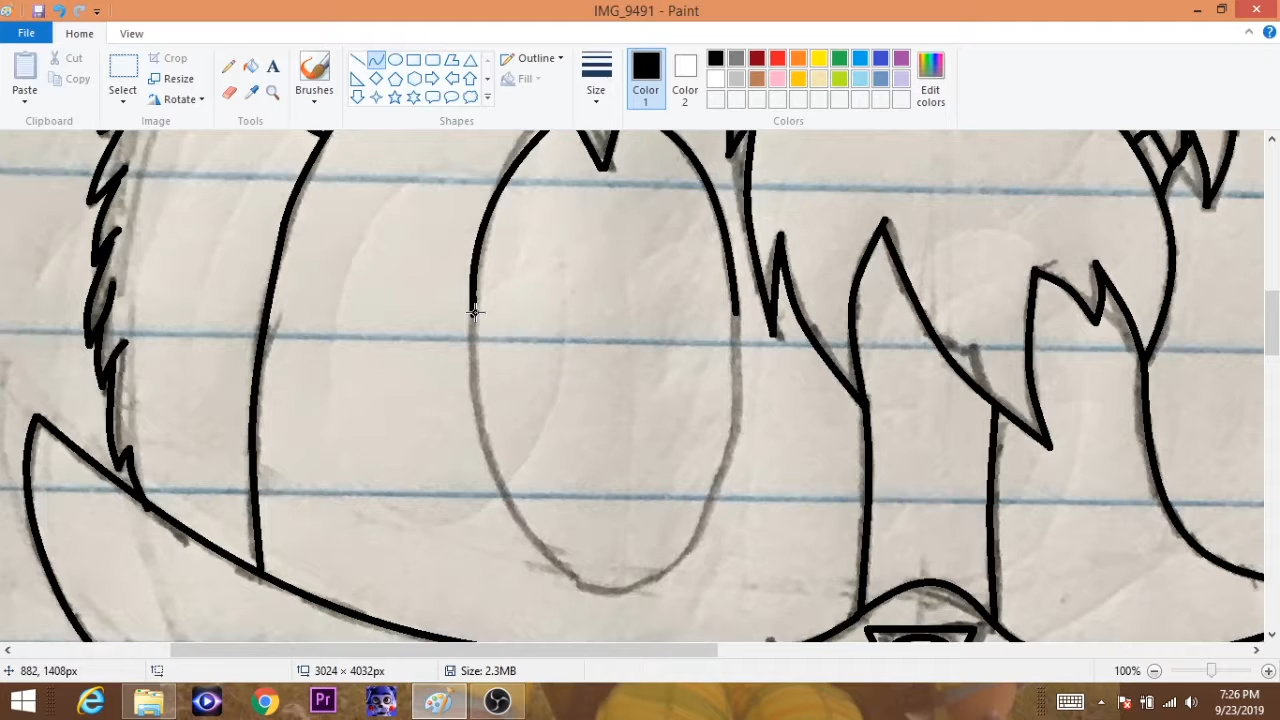 IMG_9491 - Paint
File Home View
Paste
Cut
Copy
Clipboard
Select
Crop
Resize
Rotate
Image
Tools
Brushes
Shapes
Outline
Fill
Size
Color 1
Color 2
Edit colors
Colors
A
882, 1408px
3024 × 4032px
Size: 2.3MB
100%
Pr
7:26 PM
9/23/2019